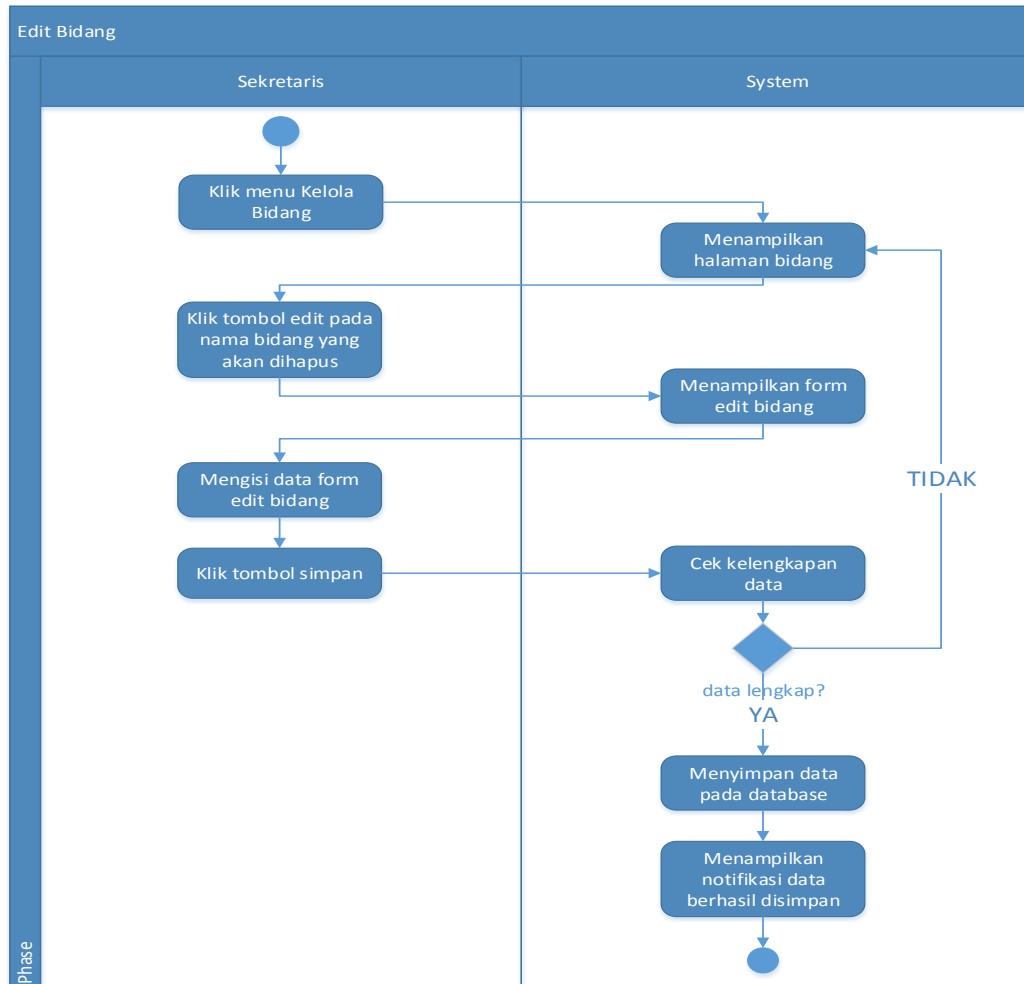 Edit Bidang
Sekretaris
System
Klik menu Kelola
Bidang
Menampilkan
halaman bidang
Klik tombol edit pada
nama bidang yang
akan dihapus
Menampilkan form
edit bidang
Mengisi data form
edit bidang
TIDAK
Klik tombol simpan
Cek kelengkapan
data
data lengkap?
YA
Menyimpan data
pada database
Menampilkan
notifikasi data
berhasil disimpan
Phase